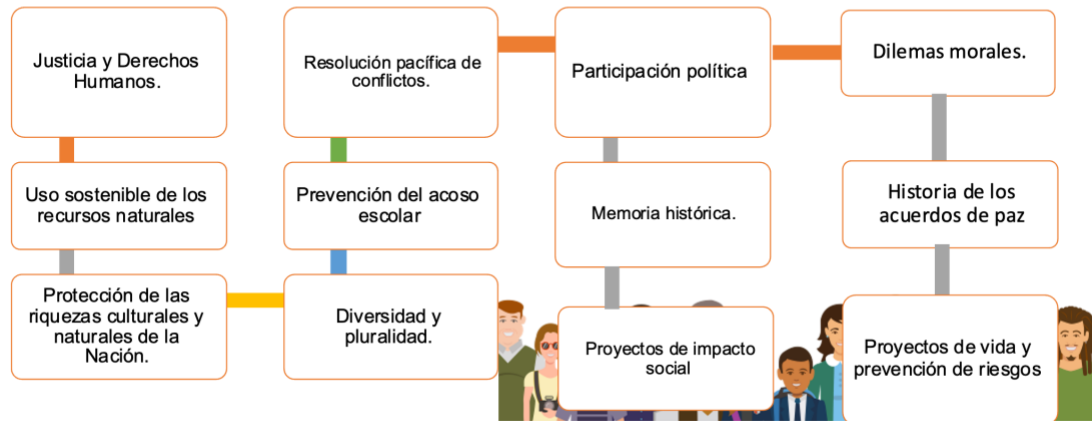 Justicia y Derechos
Humanos.
Uso sostenible de los
recursos naturales
Protección de las
riquezas culturales y
naturales de la
Nación.
Resolución pacífica de
conflictos.
Prevención del acoso
escolar
Diversidad y
pluralidad.
Participación política
Memoria histórica.
Proyectos de impacto
social
Dilemas morales.
Historia de los
acuerdos de paz
Proyectos de vida y
prevención de riesgos